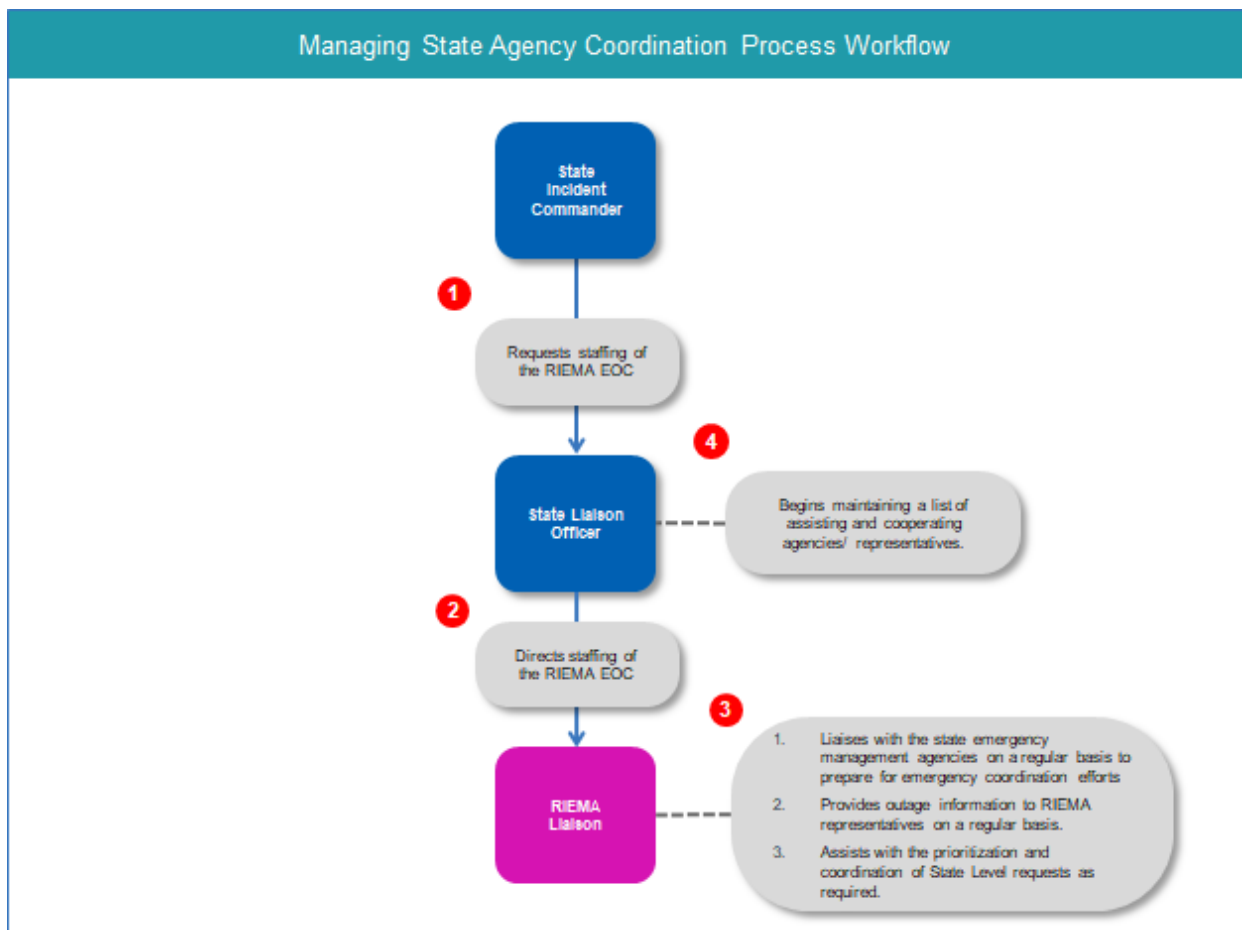 Managing State Agency Coordination Process Workflow
State
Incident
Commander
1
Requests staffing of
the RIEMA EOC
4
State Liaison
Officer
Begins maintaining a list of
assisting and cooperating
agencies/ representatives.
2
Directs staffing of
the RIEMA EOC
3
RIEMA
Liaison
1. Liaises with the state emergency
management agencies on a regular basis to
prepare for emergency coordination efforts
2. Provides outage information to RIEMA
representatives on a regular basis.
3. Assists with the prioritization and
coordination of State Level requests as
required.